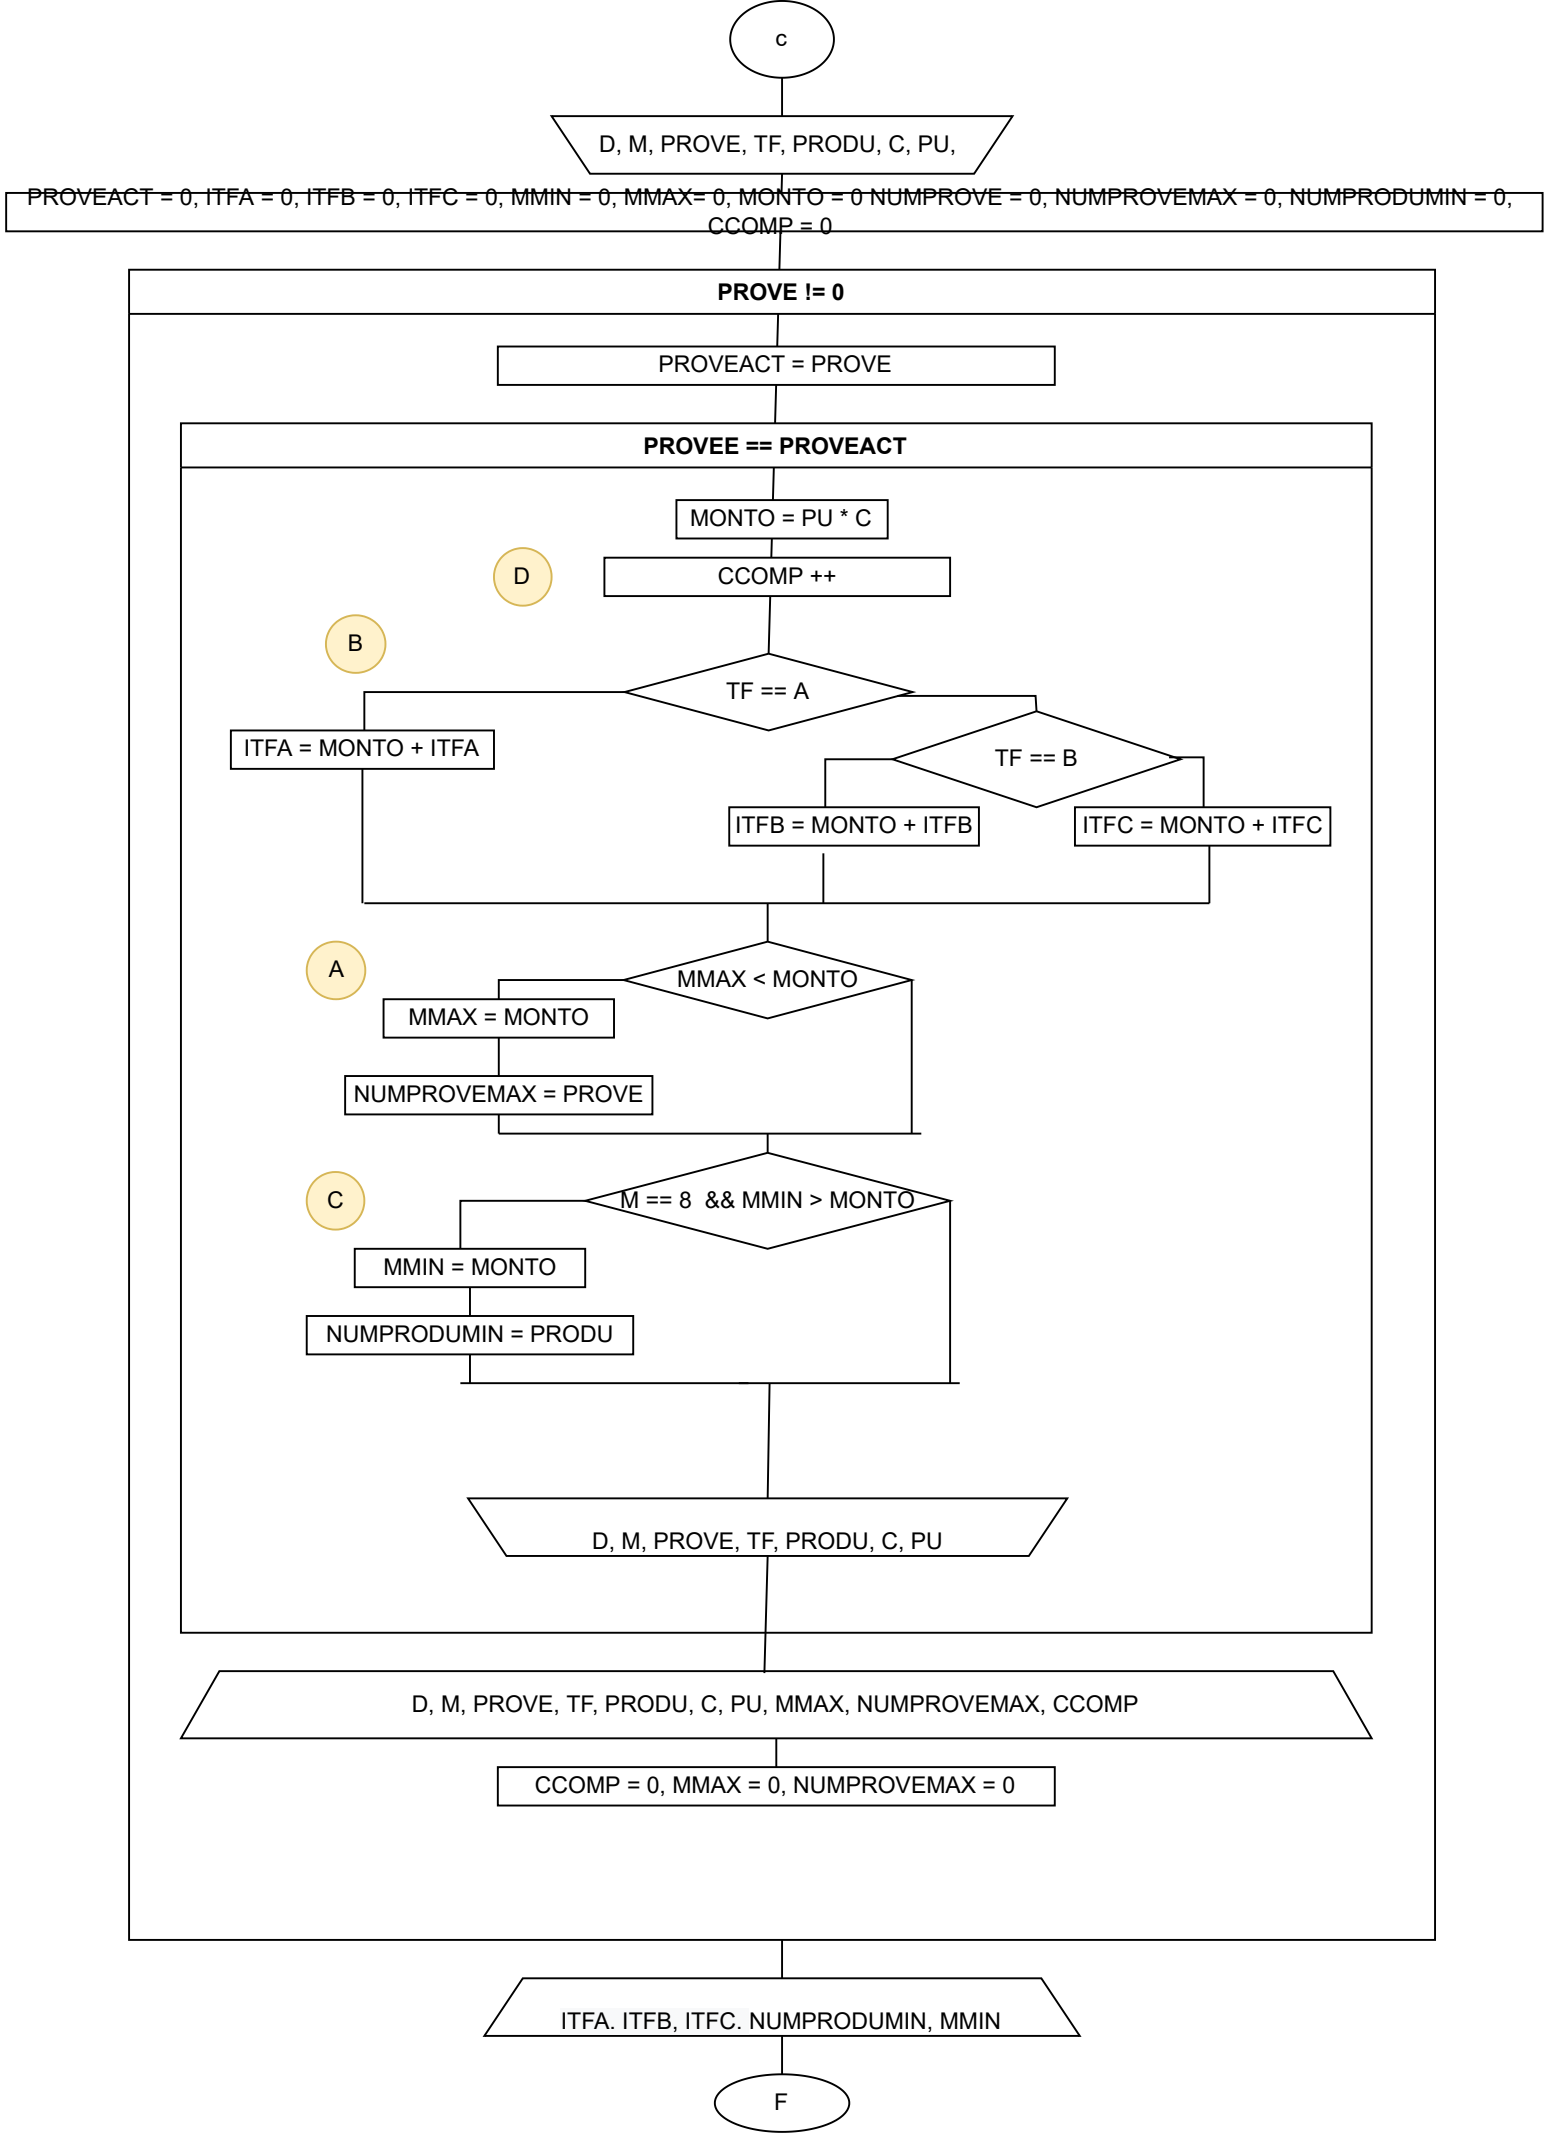 c
D, M, PROVE, TF, PRODU, C, PU,
PROVEACT = 0, ITFA = 0, ITFB = 0, ITFC = 0, MMIN = 0, MMAX= 0, MONTO = 0 NUMPROVE = 0, NUMPROVEMAX = 0, NUMPRODUMIN = 0,
CCOMP = 0
PROVE != 0
PROVEACT = PROVE
PROVEE == PROVEACT
MONTO = PU * C
D
CCOMP ++
B
TF == A
ITFA = MONTO + ITFA
TF == B
ITFB = MONTO + ITFB
ITFC = MONTO + ITFC
A
MMAX < MONTO
MMAX = MONTO
NUMPROVEMAX = PROVE
C
M == 8  && MMIN > MONTO
MMIN = MONTO
NUMPRODUMIN = PRODU
D, M, PROVE, TF, PRODU, C, PU
D, M, PROVE, TF, PRODU, C, PU, MMAX, NUMPROVEMAX, CCOMP
CCOMP = 0, MMAX = 0, NUMPROVEMAX = 0
ITFA. ITFB, ITFC. NUMPRODUMIN, MMIN
F